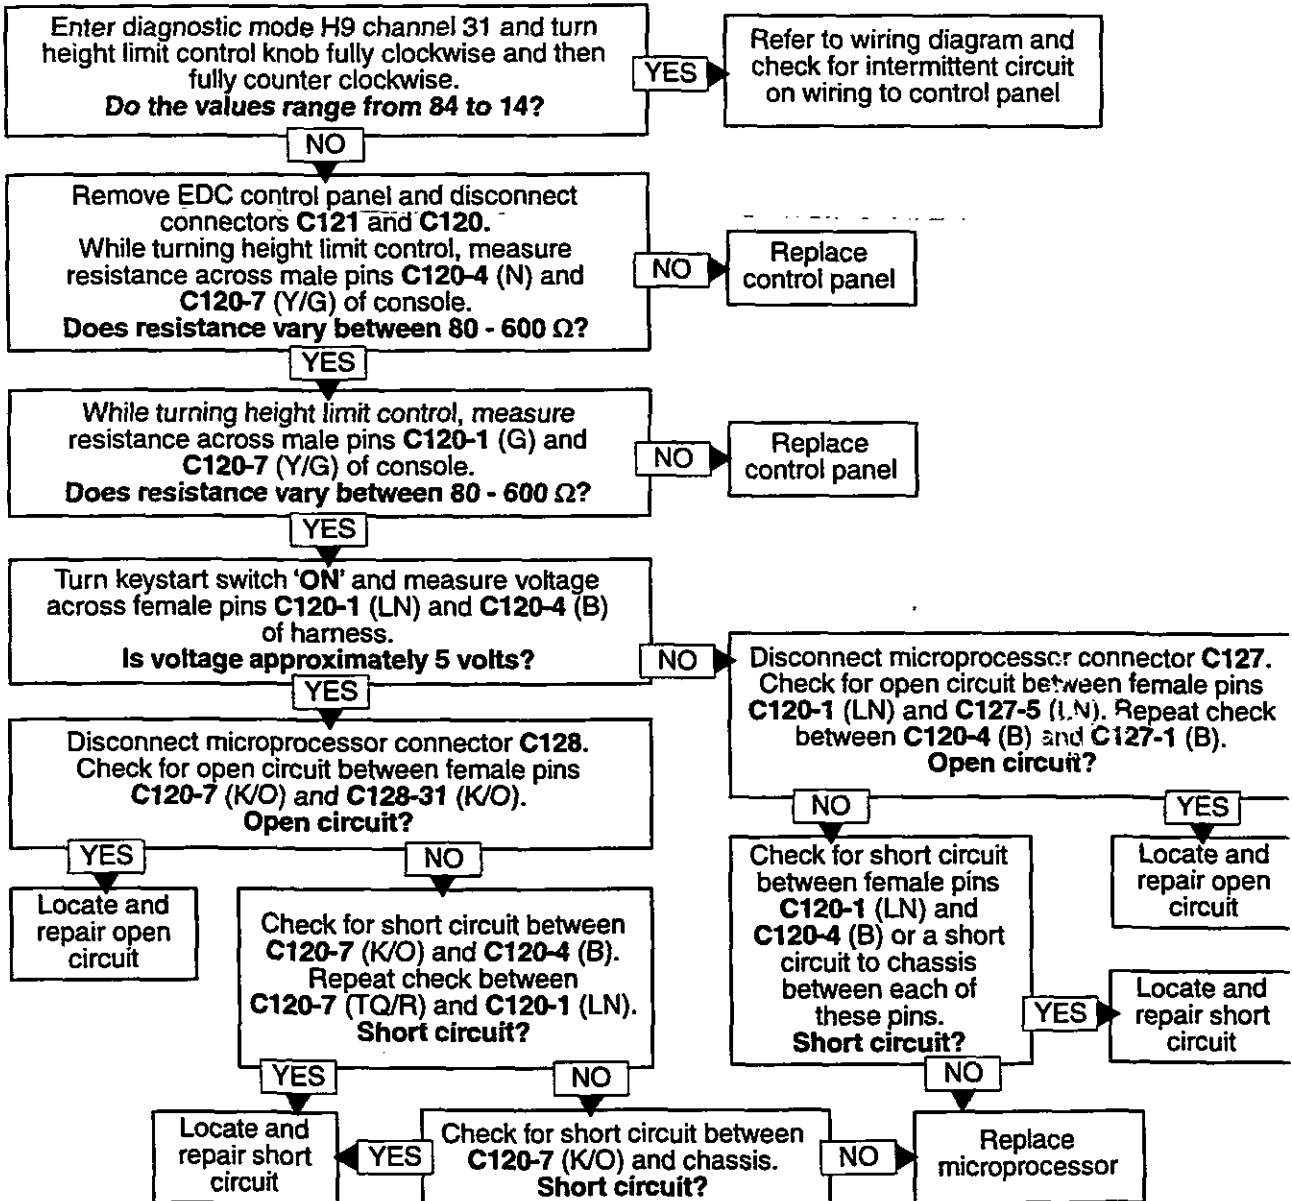 Enter diagnostic mode H9 channel 31 and turn
height limit control knob fully clockwise and then
fully counter clockwise.
Do the values range from 84 to 14?
YES
Refer to wiring diagram and
check for intermittent circuit
on wiring to control panel
NO
Remove EDC control panel and disconnect
connectors C121 and C120.
While turning height limit control, measure
resistance across male pins C120-4 (N) and
C120-7 (Y/G) of console.
Does resistance vary between 80 - 600 Ω?
NO
Replace
control panel
YES
While turning height limit control, measure
resistance across male pins C120-1 (G) and
C120-7 (Y/G) of console.
Does resistance vary between 80 - 600 Ω?
NO
Replace
control panel
YES
Turn keystart switch 'ON' and measure voltage
across female pins C120-1 (LN) and C120-4 (B)
of harness.
Is voltage approximately 5 volts?
NO
Disconnect microprocessor connector C127.
Check for open circuit between female pins
C120-1 (LN) and C127-5 (LN). Repeat check
between C120-4 (B) and C127-1 (B).
Open circuit?
YES
Disconnect microprocessor connector C128.
Check for open circuit between female pins
C120-7 (K/O) and C128-31 (K/O).
Open circuit?
NO
YES
Check for short circuit
between female pins
C120-1 (LN) and
C120-4 (B) or a short
circuit to chassis
between each of
these pins.
Short circuit?
Locate and
repair open
circuit
YES
NO
Locate and
repair open
circuit
Check for short circuit between
C120-7 (K/O) and C120-4 (B).
Repeat check between
C120-7 (TQ/R) and C120-1 (LN).
Short circuit?
YES
Locate and
repair short
circuit
YES
NO
NO
Locate and
repair short
circuit
YES
Check for short circuit between
C120-7 (K/O) and chassis.
Short circuit?
NO
Replace
microprocessor